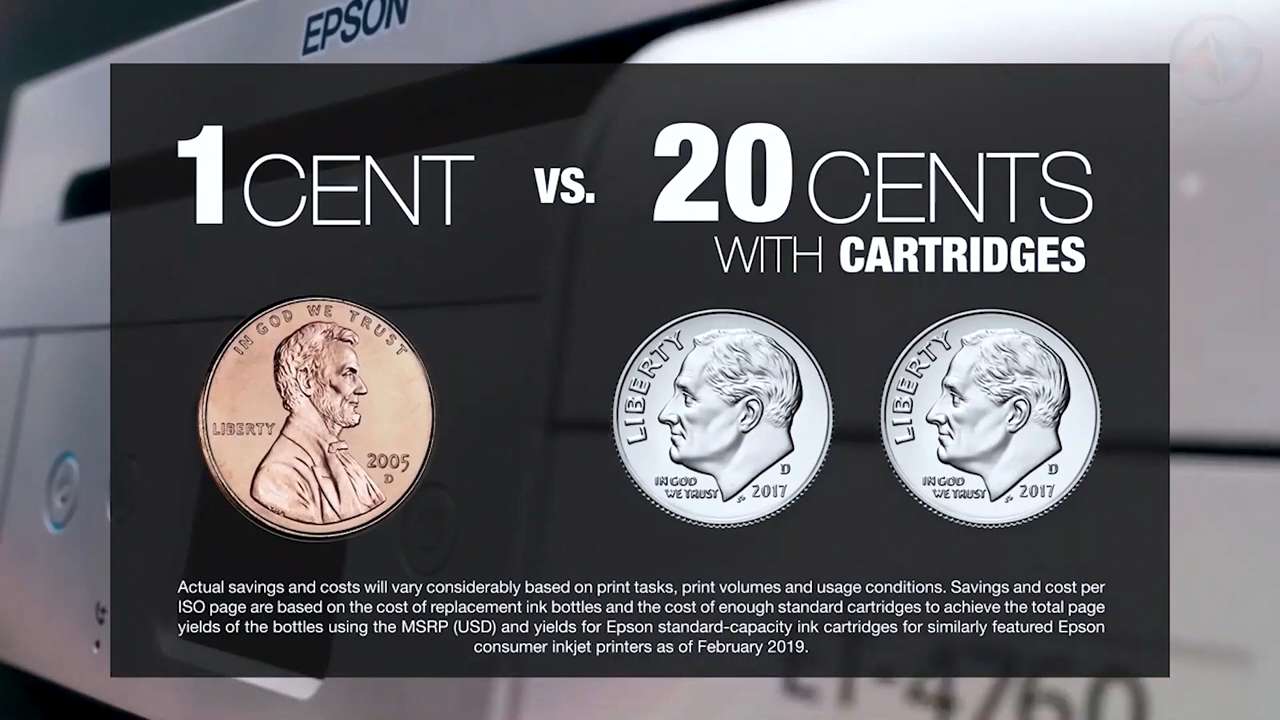 EPSON
1 CENT vs. 20 CENTS
WITH CARTRIDGES
IN GOD WE TRUST
LIBERTY
2005
D
LIBERTY
IN GOD
WE TRUST
D
2017
LIBERTY
IN GOD
WE TRUST
D
2017
Actual savings and costs will vary considerably based on print tasks, print volumes and usage conditions. Savings and cost per
ISO page are based on the cost of replacement ink bottles and the cost of enough standard cartridges to achieve the total page
yields of the bottles using the MSRP (USD) and yields for Epson standard-capacity ink cartridges for similarly featured Epson
consumer inkjet printers as of February 2019.